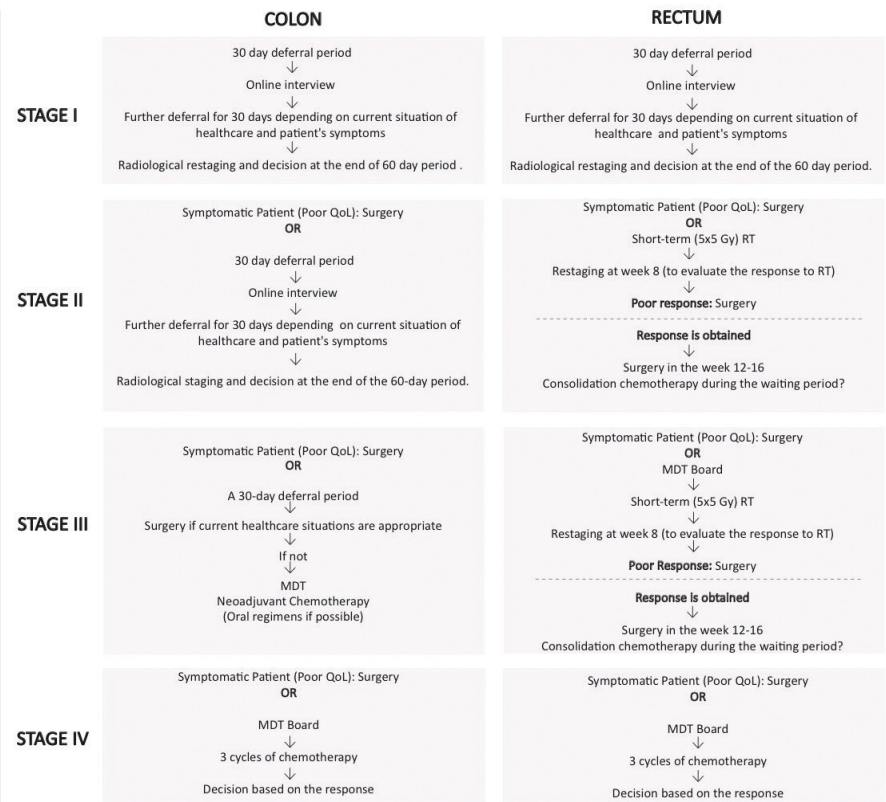 COLON
RECTUM
STAGE I
30 day deferral period
Online interview
Further deferral for 30 days depending on current situation of
healthcare and patient's symptoms
Radiological restaging and decision at the end of 60 day period .
30 day deferral period
Online interview
Further deferral for 30 days depending on current situation of
healthcare and patient's symptoms
Radiological restaging and decision at the end of the 60 day period.
STAGE II
Symptomatic Patient (Poor QoL): Surgery
OR
30 day deferral period
Online interview
Further deferral for 30 days depending on current situation of
healthcare and patient's symptoms
Radiological staging and decision at the end of the 60-day period.
Symptomatic Patient (Poor QoL): Surgery
OR
Short-term (5x5 Gy) RT
Restaging at week 8 (to evaluate the response to RT)
Poor response: Surgery
Response is obtained
Surgery in the week 12-16
Consolidation chemotherapy during the waiting period?
STAGE III
Symptomatic Patient (Poor QoL): Surgery
OR
A 30-day deferral period
Surgery if current healthcare situations are appropriate
If not
MDT
Neoadjuvant Chemotherapy
(Oral regimens if possible)
Symptomatic Patient (Poor QoL): Surgery
OR
MDT Board
Short-term (5x5 Gy) RT
Restaging at week 8 (to evaluate the response to RT)
Poor Response: Surgery
Response is obtained
Surgery in the week 12-16
Consolidation chemotherapy during the waiting period?
STAGE IV
Symptomatic Patient (Poor QoL): Surgery
OR
MDT Board
3 cycles of chemotherapy
Decision based on the response
Symptomatic Patient (Poor QoL): Surgery
OR
MDT Board
3 cycles of chemotherapy
Decision based on the response